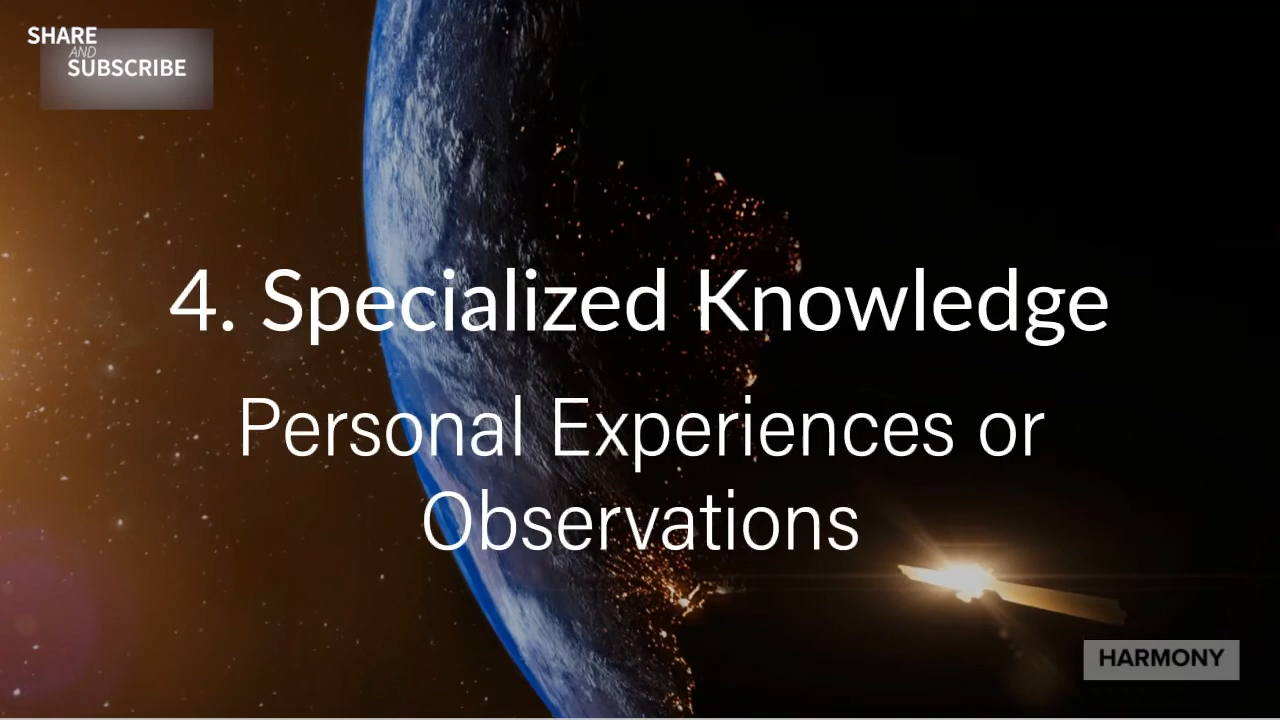 SHARE
AND
SUBSCRIBE
4. Specialized Knowledge
Personal Experiences or
Observations
HARMONY